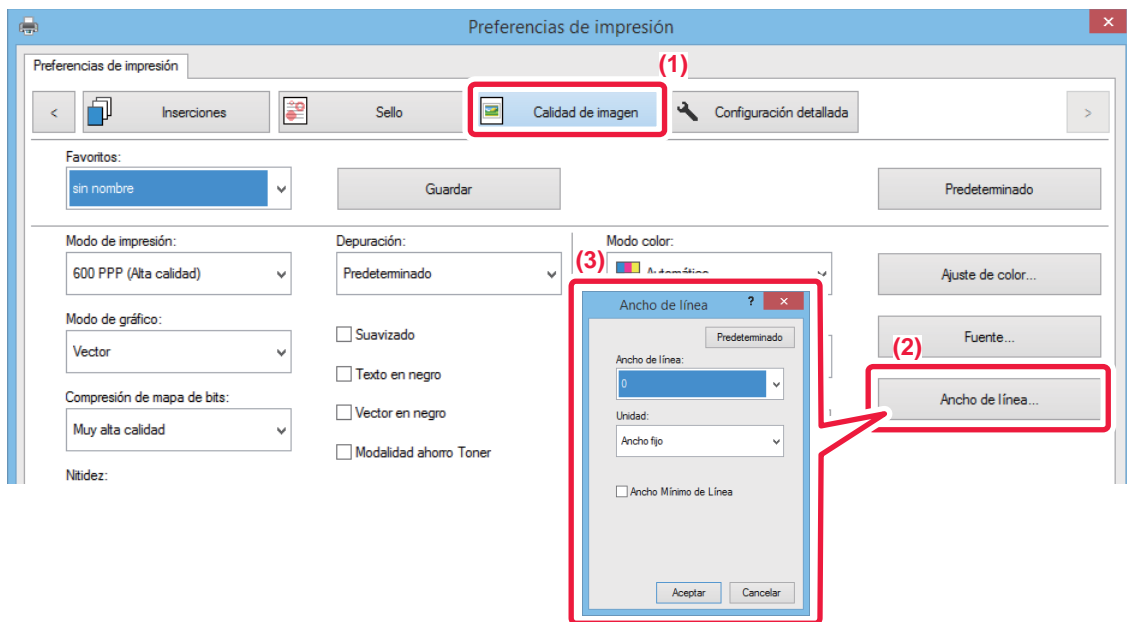 Preferencias de impresión
Preferencias de impresión
(1)
<
Inserciones
Sello
Calidad de imagen
Configuración detallada
>
Favoritos:
sin nombre
Guardar
Predeterminado
Modo de impresión:
600 PPP (Alta calidad)
Depuración:
Predeterminado
Modo color:
Automático
Ajuste de color...
Modo de gráfico:
Vector
Suavizado
Fuente...
Texto en negro
Compresión de mapa de bits:
Muy alta calidad
Vector en negro
Modalidad ahorro Toner
Nitidez:
(2)
Ancho de línea...
(3)
Ancho de línea
?
Predeterminado
Ancho de línea:
0
Unidad:
Ancho fijo
Ancho Mínimo de Línea
Aceptar
Cancelar